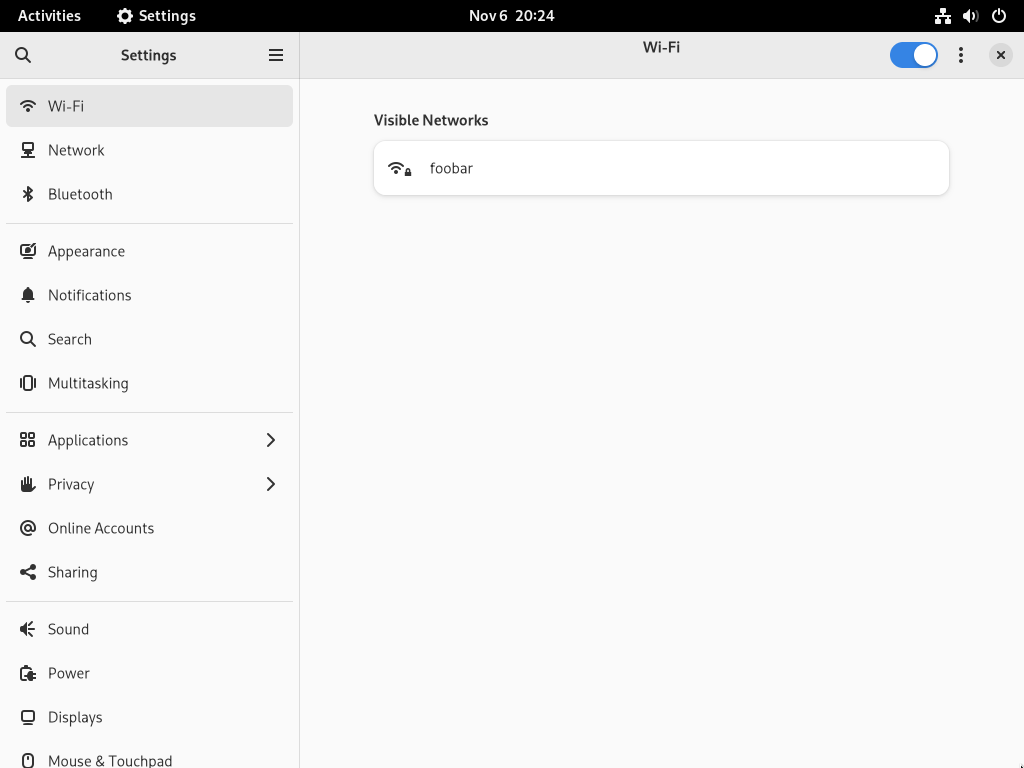 Activities Settings Nov 6 20:24
Settings Wi-Fi
Wi-Fi
Network
Bluetooth
Appearance
Notifications
Search
Multitasking
Applications
Privacy
Online Accounts
Sharing
Sound
Power
Displays
Mouse & Touchpad
Visible Networks
foobar